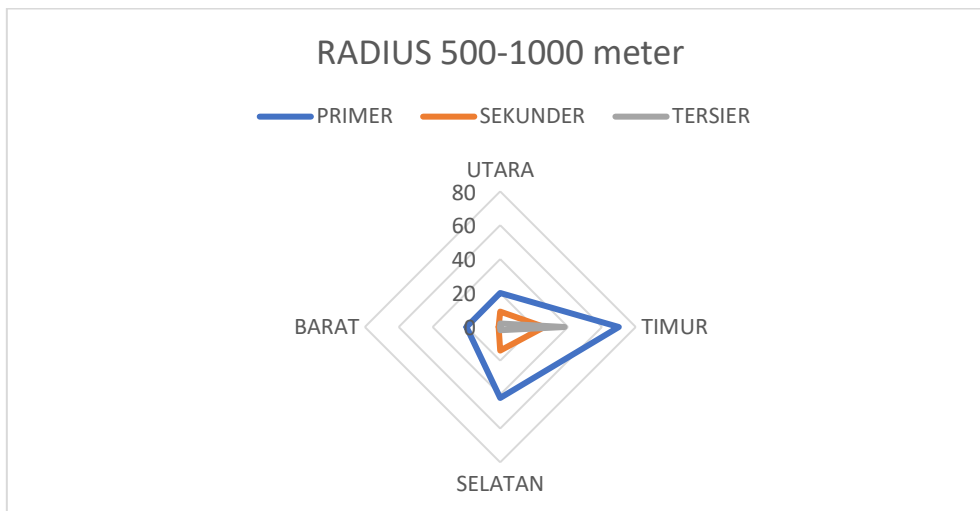 RADIUS 500-1000 meter
PRIMER SEKUNDER TERSIER
UTARA
80
60
40
20
BARAT 0 TIMUR
SELATAN